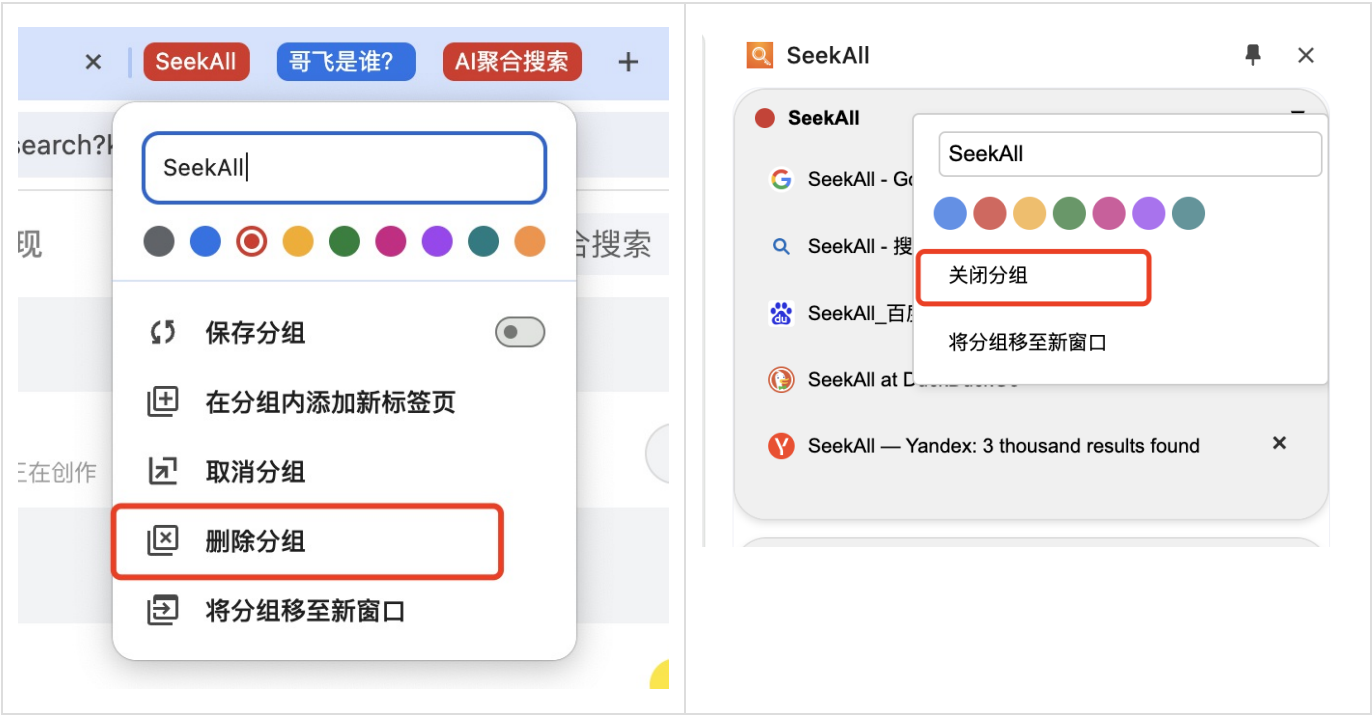 SeekAll
哥飞是谁?
AI聚合搜索
search?k
SeekAll
现
合搜索
保存分组
在分组内添加新标签页
正在创作
取消分组
删除分组
将分组移至新窗口
SeekAll
SeekAll
SeekAll
SeekAll - Go
关闭分组
SeekAll - 搜
SeekAll_百度
将分组移至新窗口
SeekAll at DuckDuckGo
SeekAll — Yandex: 3 thousand results found